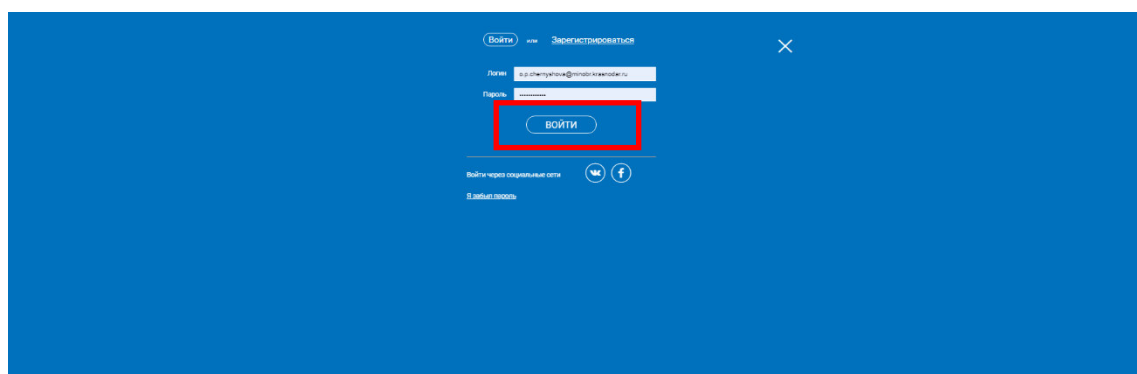 Войти или Зарегистрироваться
Логин o.p.chernyshova@minobr.krasnodar.ru
Пароль ············
ВОЙТИ
Войти через социальные сети
Я забыл пароль